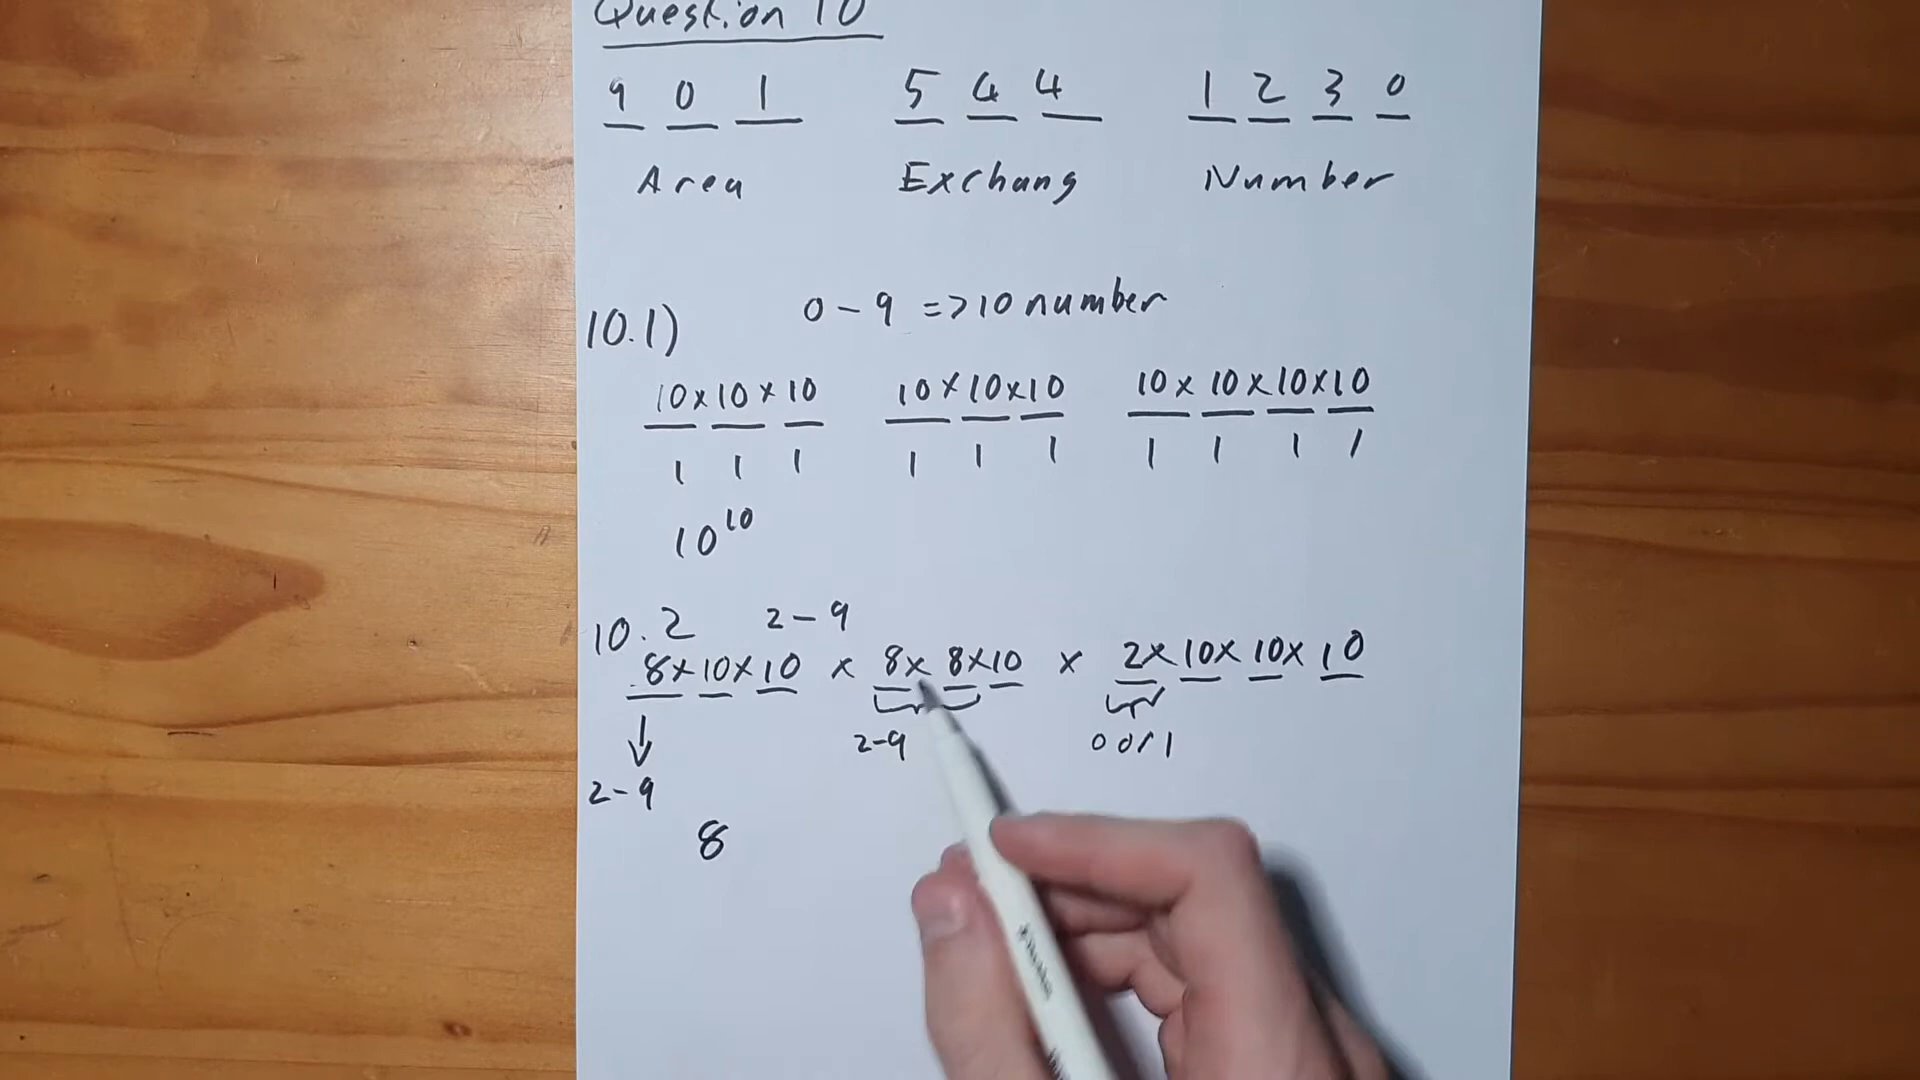 Question 10
9 0 1 5 4 4 1 2 3 0
Area Exchang Number
10.1) 0 - 9 => 10 number
10 x 10 x 10 10 x 10 x 10 10 x 10 x 10 x 10
1 1 1 1 1 1 1 1 1 1
10^10
10.2 2 - 9
8 x 10 x 10 x 8 x 8 x 10 x 2 x 10 x 10 x 10
2-9 0 or 1
2-9
8